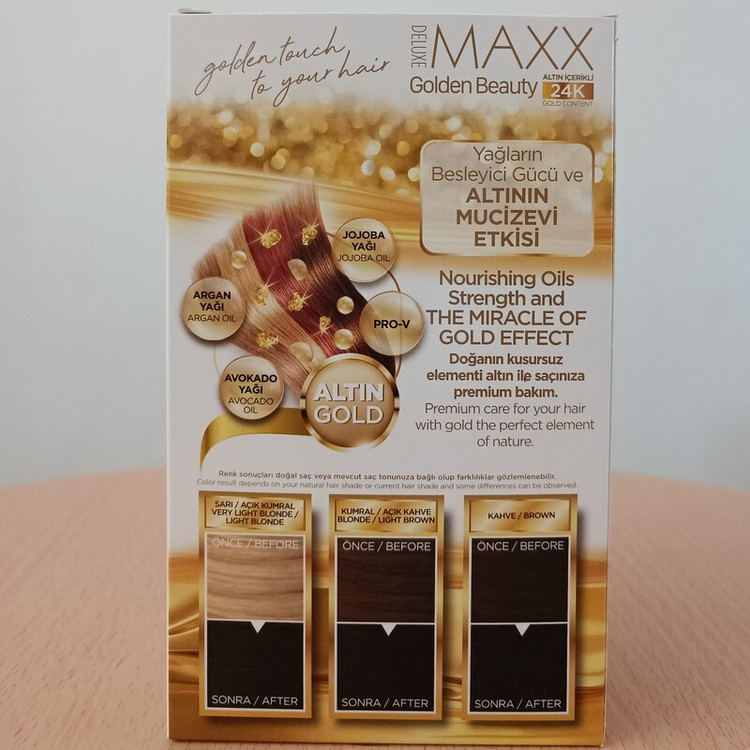 golden touch
to your hair
DELUXE
MAXX
Golden Beauty
ALTIN İÇERİKLİ
24K
GOLD CONTENT
Yağların
Besleyici Gücü ve
ALTININ
MUCİZEVİ
ETKİSİ
JOJOBA
YAĞI
JOJOBA OIL
ARGAN
YAĞI
ARGAN OIL
PRO-V
AVOKADO
YAĞI
AVOCADO
OIL
ALTIN
GOLD
Nourishing Oils
Strength and
THE MIRACLE OF
GOLD EFFECT
Doğanın kusursuz
elementi altın ile saçınıza
premium bakım.
Premium care for your hair
with gold the perfect element
of nature.
Renk sonuçları doğal saç veya mevcut saç tonunuza bağlı olup farklılıklar gözlemlenebilir.
Color result depends on your natural hair shade or current hair shade and some differences can be observed.
SARI / AÇIK KUMRAL
VERY LIGHT BLONDE /
LIGHT BLONDE
ÖNCE / BEFORE
SONRA / AFTER
KUMRAL / AÇIK KAHVE
BLONDE / LIGHT BROWN
ÖNCE / BEFORE
SONRA / AFTER
KAHVE / BROWN
ÖNCE / BEFORE
SONRA / AFTER